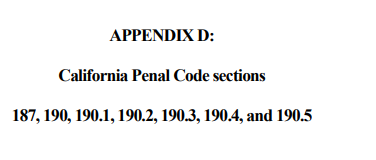 APPENDIX D:
California Penal Code sections
187, 190, 190.1, 190.2, 190.3, 190.4, and 190.5